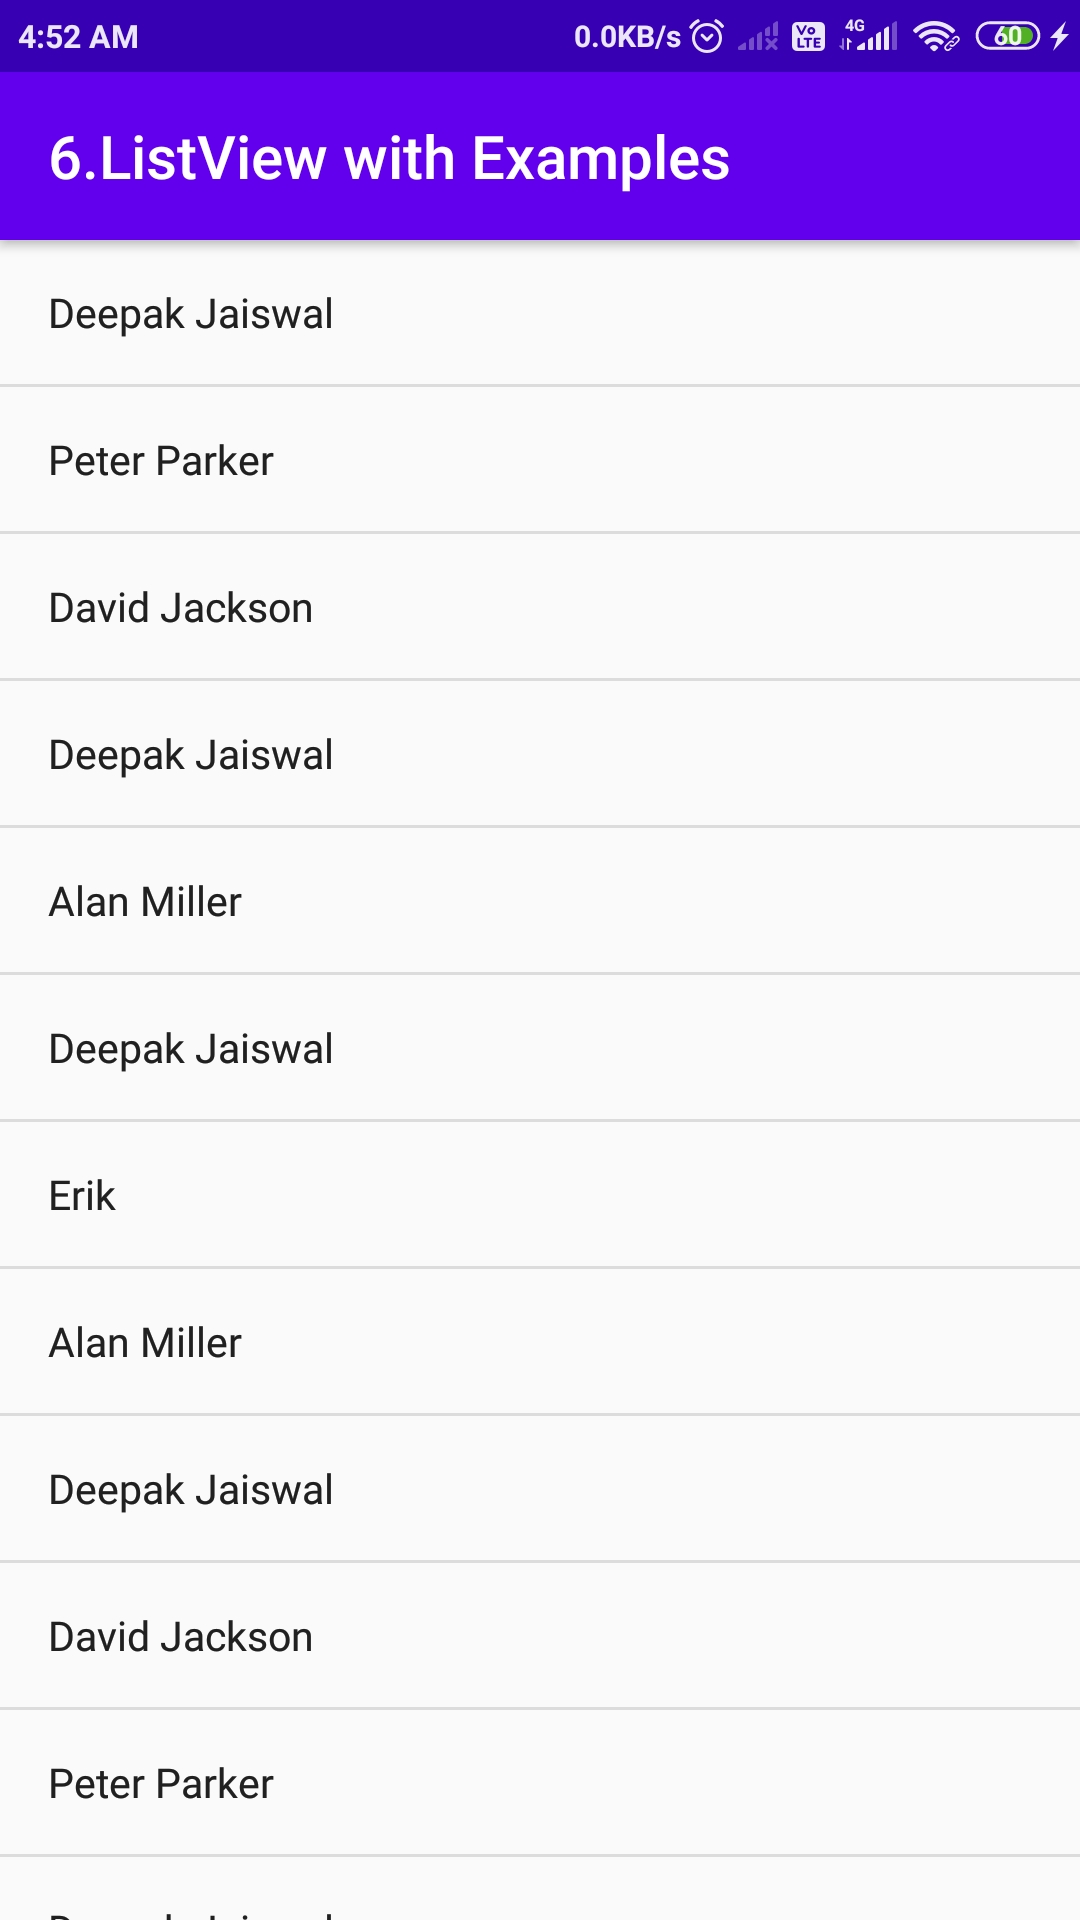 4:52 AM 0.0KB/s Vo LTE 4G 60
6.ListView with Examples
Deepak Jaiswal
Peter Parker
David Jackson
Deepak Jaiswal
Alan Miller
Deepak Jaiswal
Erik
Alan Miller
Deepak Jaiswal
David Jackson
Peter Parker